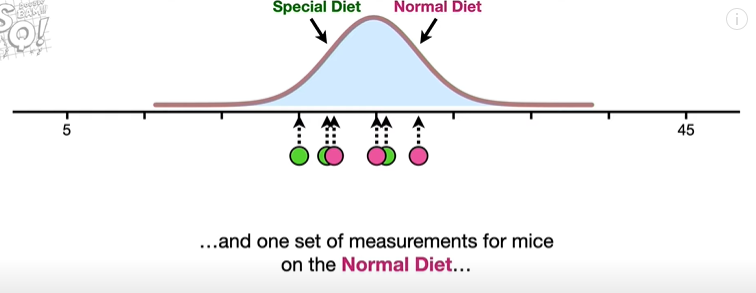 Special Diet
Normal Diet
5
45
...and one set of measurements for mice
on the Normal Diet...